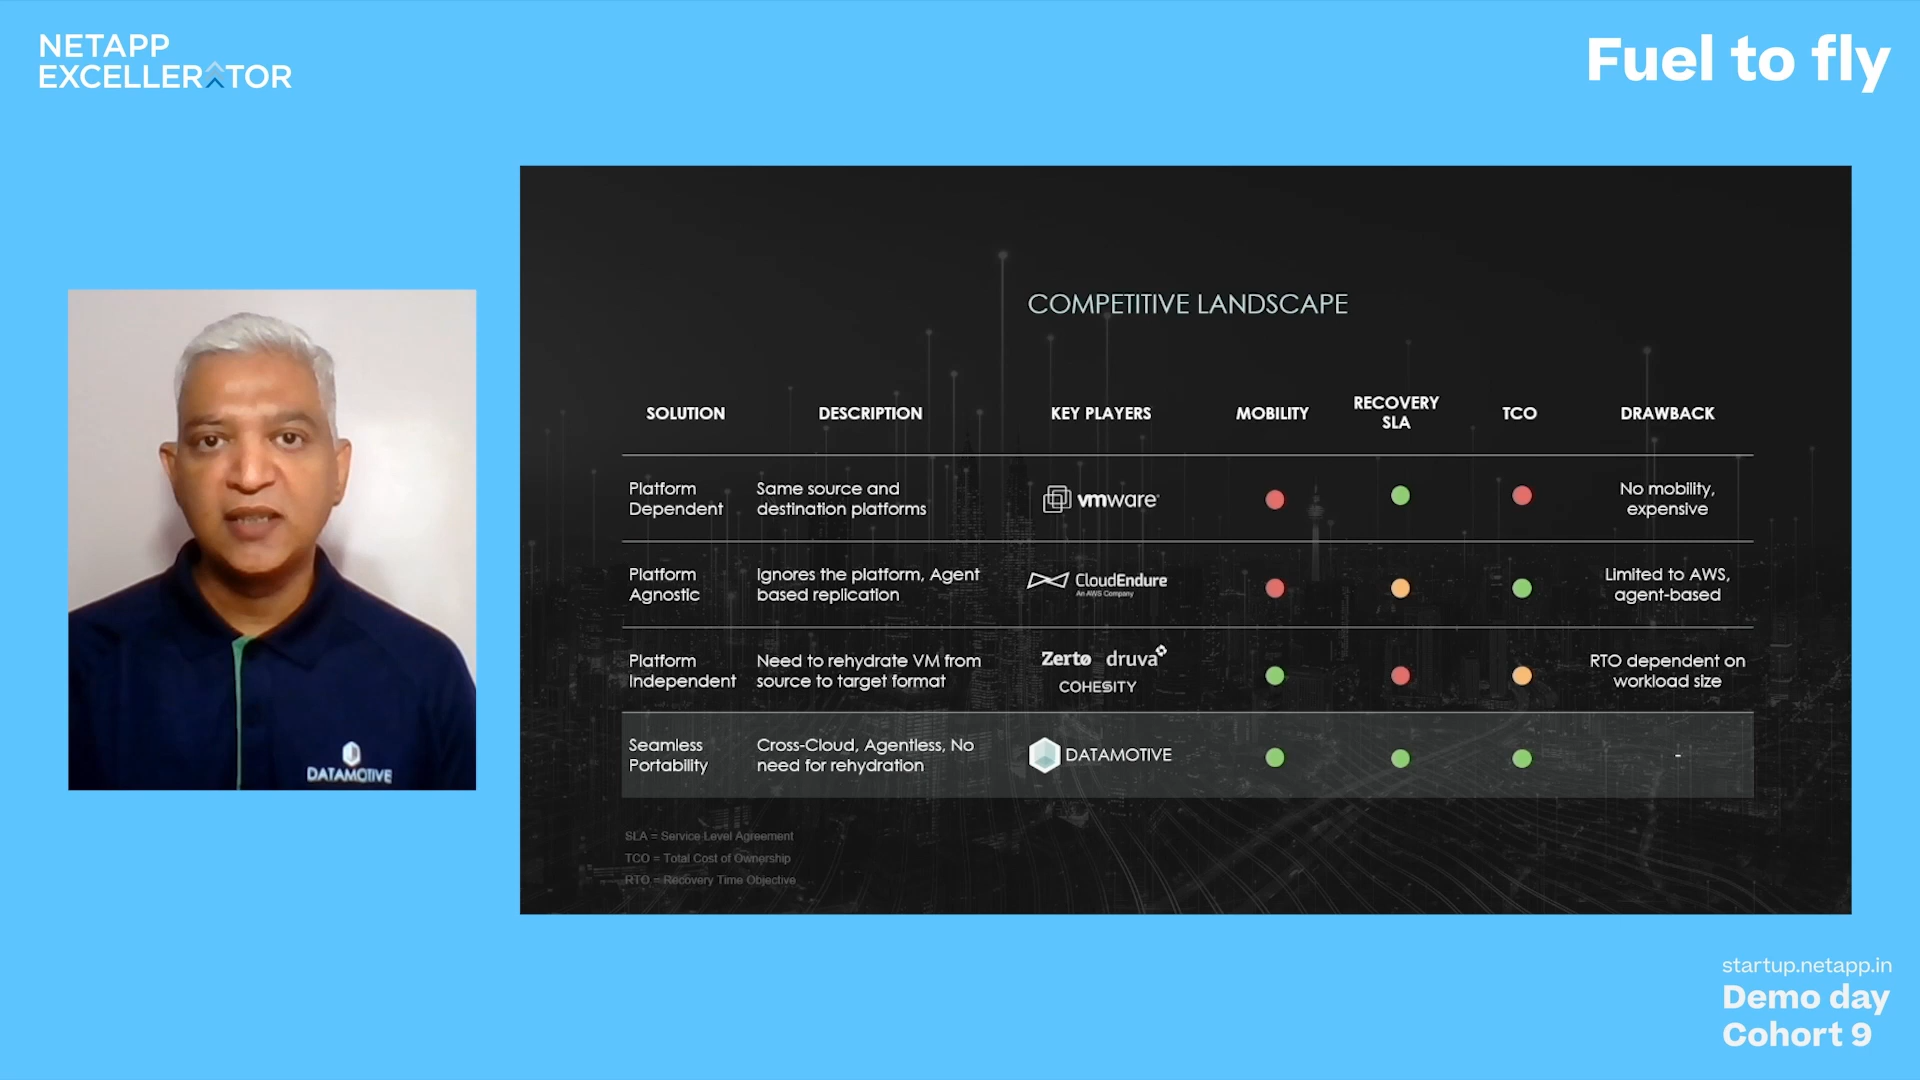 NETAPP
EXCELLERATOR
Fuel to fly
COMPETITIVE LANDSCAPE
SOLUTION DESCRIPTION KEY PLAYERS MOBILITY RECOVERY SLA TCO DRAWBACK
Platform Same source and vmware No mobility,
Dependent destination platforms expensive
Platform Ignores the platform, Agent CloudEndure Limited to AWS,
Agnostic based replication An AWS Company agent-based
Platform Need to rehydrate VM from Zerto druva RTO dependent on
Independent source to target format COHESITY workload size
Seamless Cross-Cloud, Agentless, No DATAMOTIVE -
Portability need for rehydration
SLA = Service Level Agreement
TCO = Total Cost of Ownership
RTO = Recovery Time Objective
DATAMOTIVE
startup.netapp.in
Demo day
Cohort 9